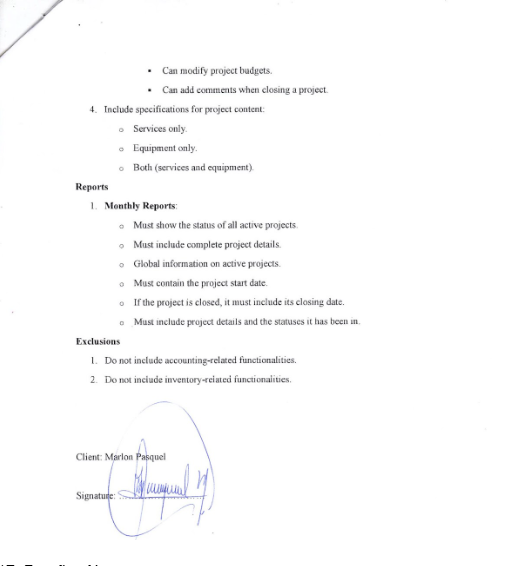 ▪ Can modify project budgets.
▪ Can add comments when closing a project.
4. Include specifications for project content:
o Services only.
o Equipment only.
o Both (services and equipment).
Reports
1. Monthly Reports:
o Must show the status of all active projects.
o Must include complete project details.
o Global information on active projects.
o Must contain the project start date.
o If the project is closed, it must include its closing date.
o Must include project details and the statuses it has been in.
Exclusions
1. Do not include accounting-related functionalities.
2. Do not include inventory-related functionalities.
Client: Marlon Pasquel
Signature: